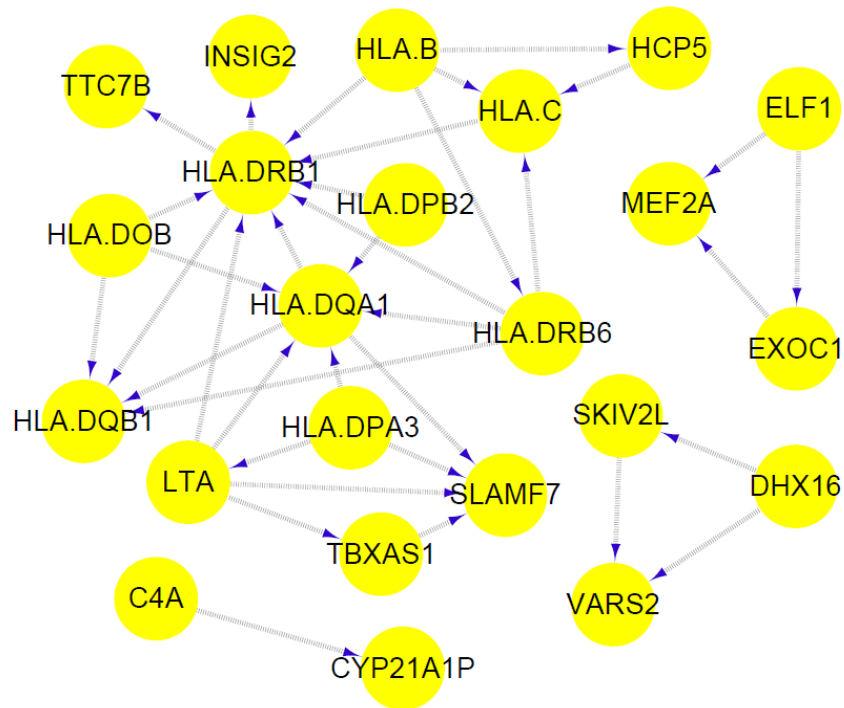 INSIG2
HLA.B
HCP5
TTC7B
HLA.C
ELF1
HLA.DRB1
HLA.DPB2
MEF2A
HLA.DOB
HLA.DQA1
HLA.DRB6
EXOC1
HLA.DQB1
HLA.DPA3
SKIV2L
LTA
SLAMF7
DHX16
TBXAS1
C4A
VARS2
CYP21A1P